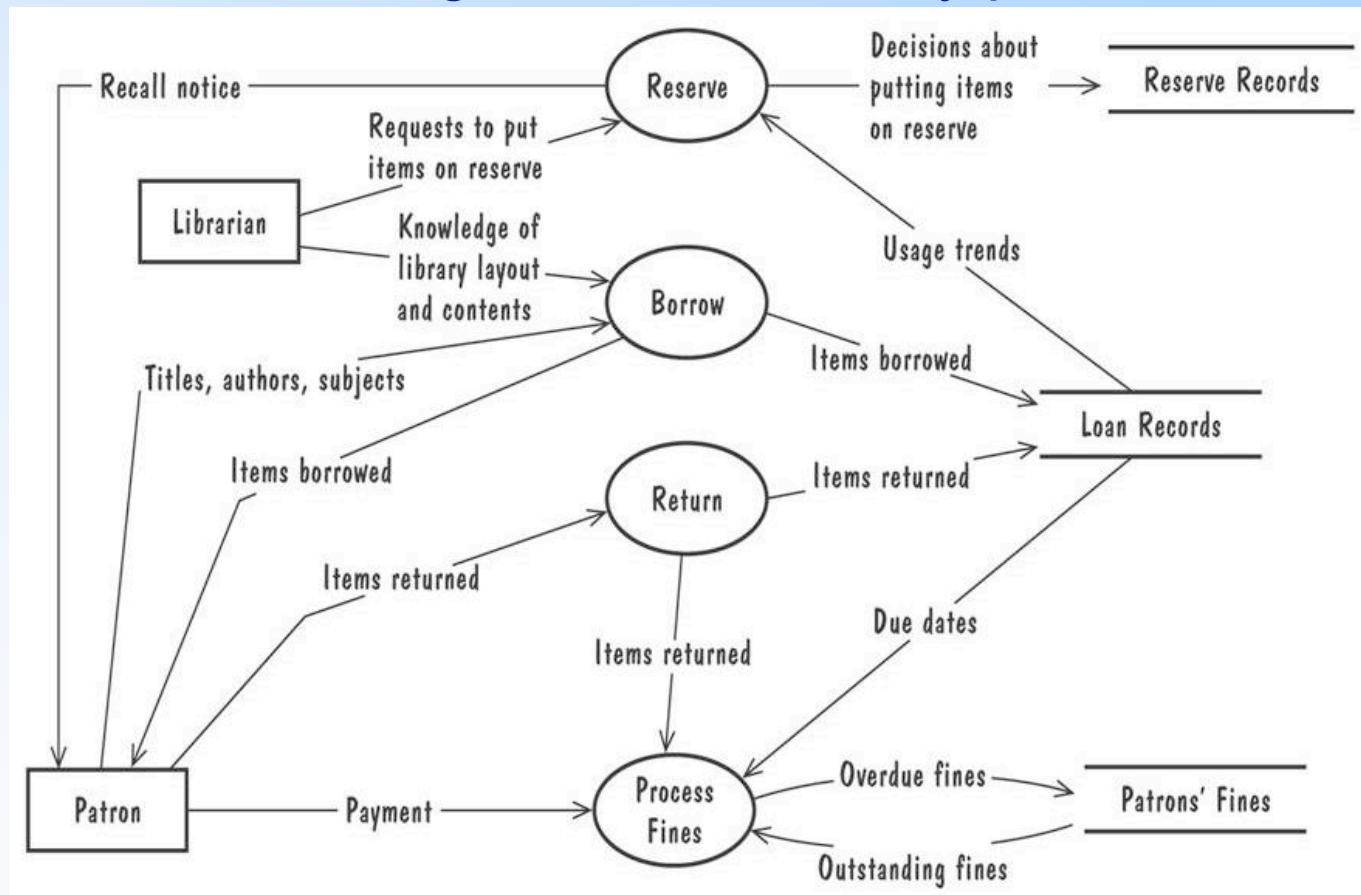 Recall notice
Reserve
Decisions about
putting items
on reserve
Reserve Records
Requests to put
items on reserve
Librarian
Knowledge of
library layout
and contents
Borrow
Usage trends
Titles, authors, subjects
Items borrowed
Loan Records
Items borrowed
Return
Items returned
Items returned
Items returned
Due dates
Patron
Payment
Process
Fines
Overdue fines
Patrons' Fines
Outstanding fines